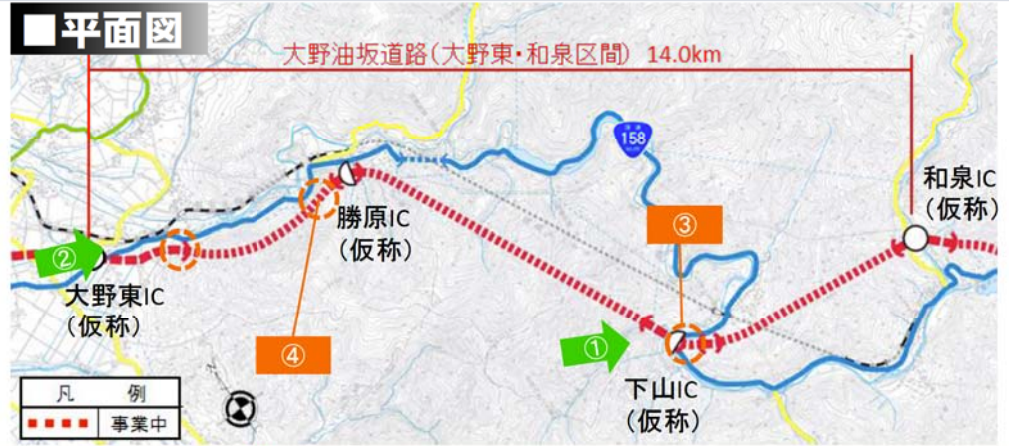 ■平面図
大野油坂道路(大野東・和泉区間) 14.0km
158
和泉IC
(仮称)
勝原IC
(仮称)
③
②
大野東IC
(仮称)
④
①
下山IC
(仮称)
凡 例
事業中